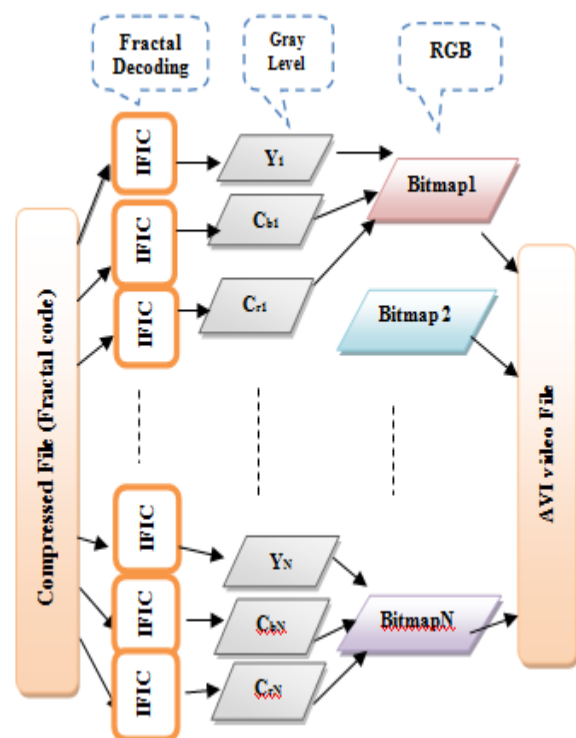 Fractal
Decoding
Gray
Level
RGB
Compressed File (Fractal code)
IFIC
Y1
Bitmap1
IFIC
Cb1
IFIC
Cr1
Bitmap 2
AVI video File
IFIC
YN
IFIC
CbN
BitmapN
IFIC
CrN